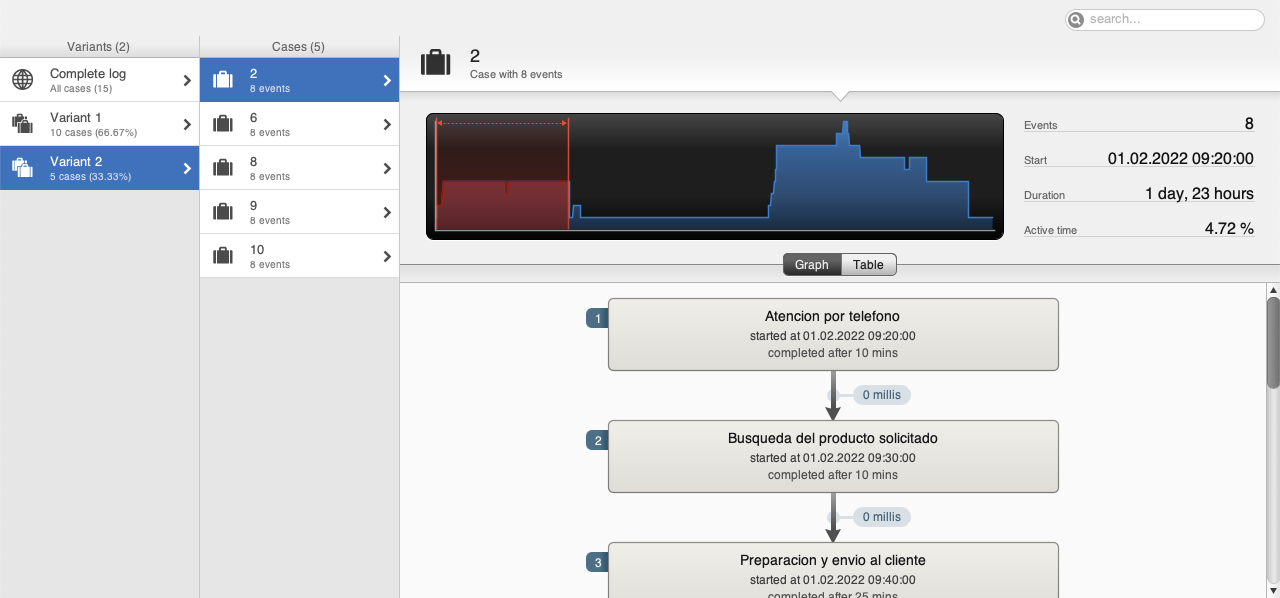 search...
Variants (2)
Complete log
All cases (15)
Variant 1
10 cases (66.67%)
Variant 2
5 cases (33.33%)
Cases (5)
2
8 events
6
8 events
8
8 events
9
8 events
10
8 events
2
Case with 8 events
Events 8
Start 01.02.2022 09:20:00
Duration 1 day, 23 hours
Active time 4.72 %
Graph Table
1
Atencion por telefono
started at 01.02.2022 09:20:00
completed after 10 mins
0 millis
2
Busqueda del producto solicitado
started at 01.02.2022 09:30:00
completed after 10 mins
0 millis
3
Preparacion y envio al cliente
started at 01.02.2022 09:40:00
completed after 25 mins